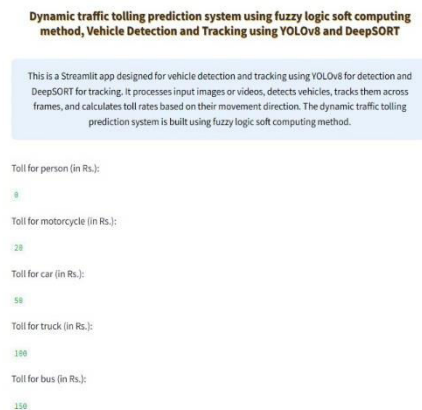 Dynamic traffic tolling prediction system using fuzzy logic soft computing
method, Vehicle Detection and Tracking using YOLOv8 and DeepSORT
This is a Streamlit app designed for vehicle detection and tracking using YOLOv8 for detection and
DeepSORT for tracking. It processes input images or videos, detects vehicles, tracks them across
frames, and calculates toll rates based on their movement direction. The dynamic traffic tolling
prediction system is built using fuzzy logic soft computing method.
Toll for person (in Rs.):
0
Toll for motorcycle (in Rs.):
20
Toll for car (in Rs.):
50
Toll for truck (in Rs.):
100
Toll for bus (in Rs.):
150